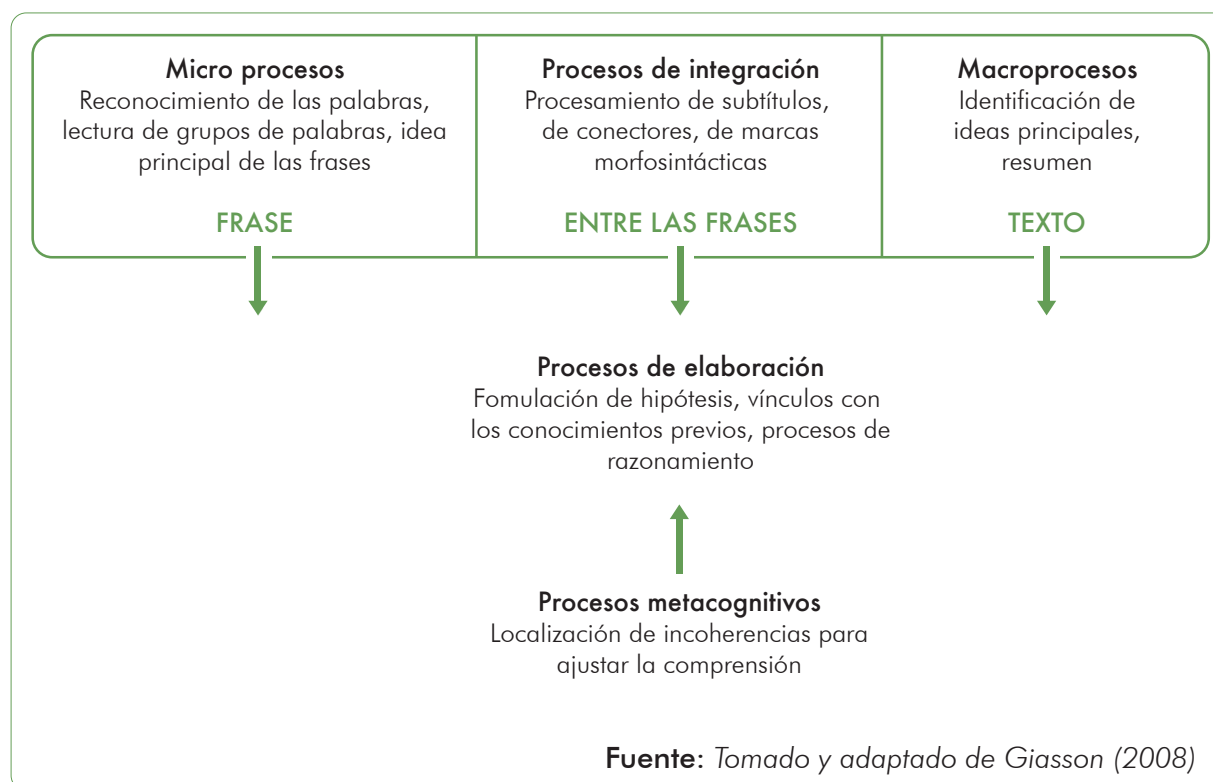 Micro procesos
Reconocimiento de las palabras,
lectura de grupos de palabras, idea
principal de las frases
FRASE
Procesos de integración
Procesamiento de subtítulos,
de conectores, de marcas
morfosintácticas
ENTRE LAS FRASES
Macroprocesos
Identificación de
ideas principales,
resumen
TEXTO
Procesos de elaboración
Fomulación de hipótesis, vínculos con
los conocimientos previos, procesos de
razonamiento
Procesos metacognitivos
Localización de incoherencias para
ajustar la comprensión
Fuente: Tomado y adaptado de Giasson (2008)